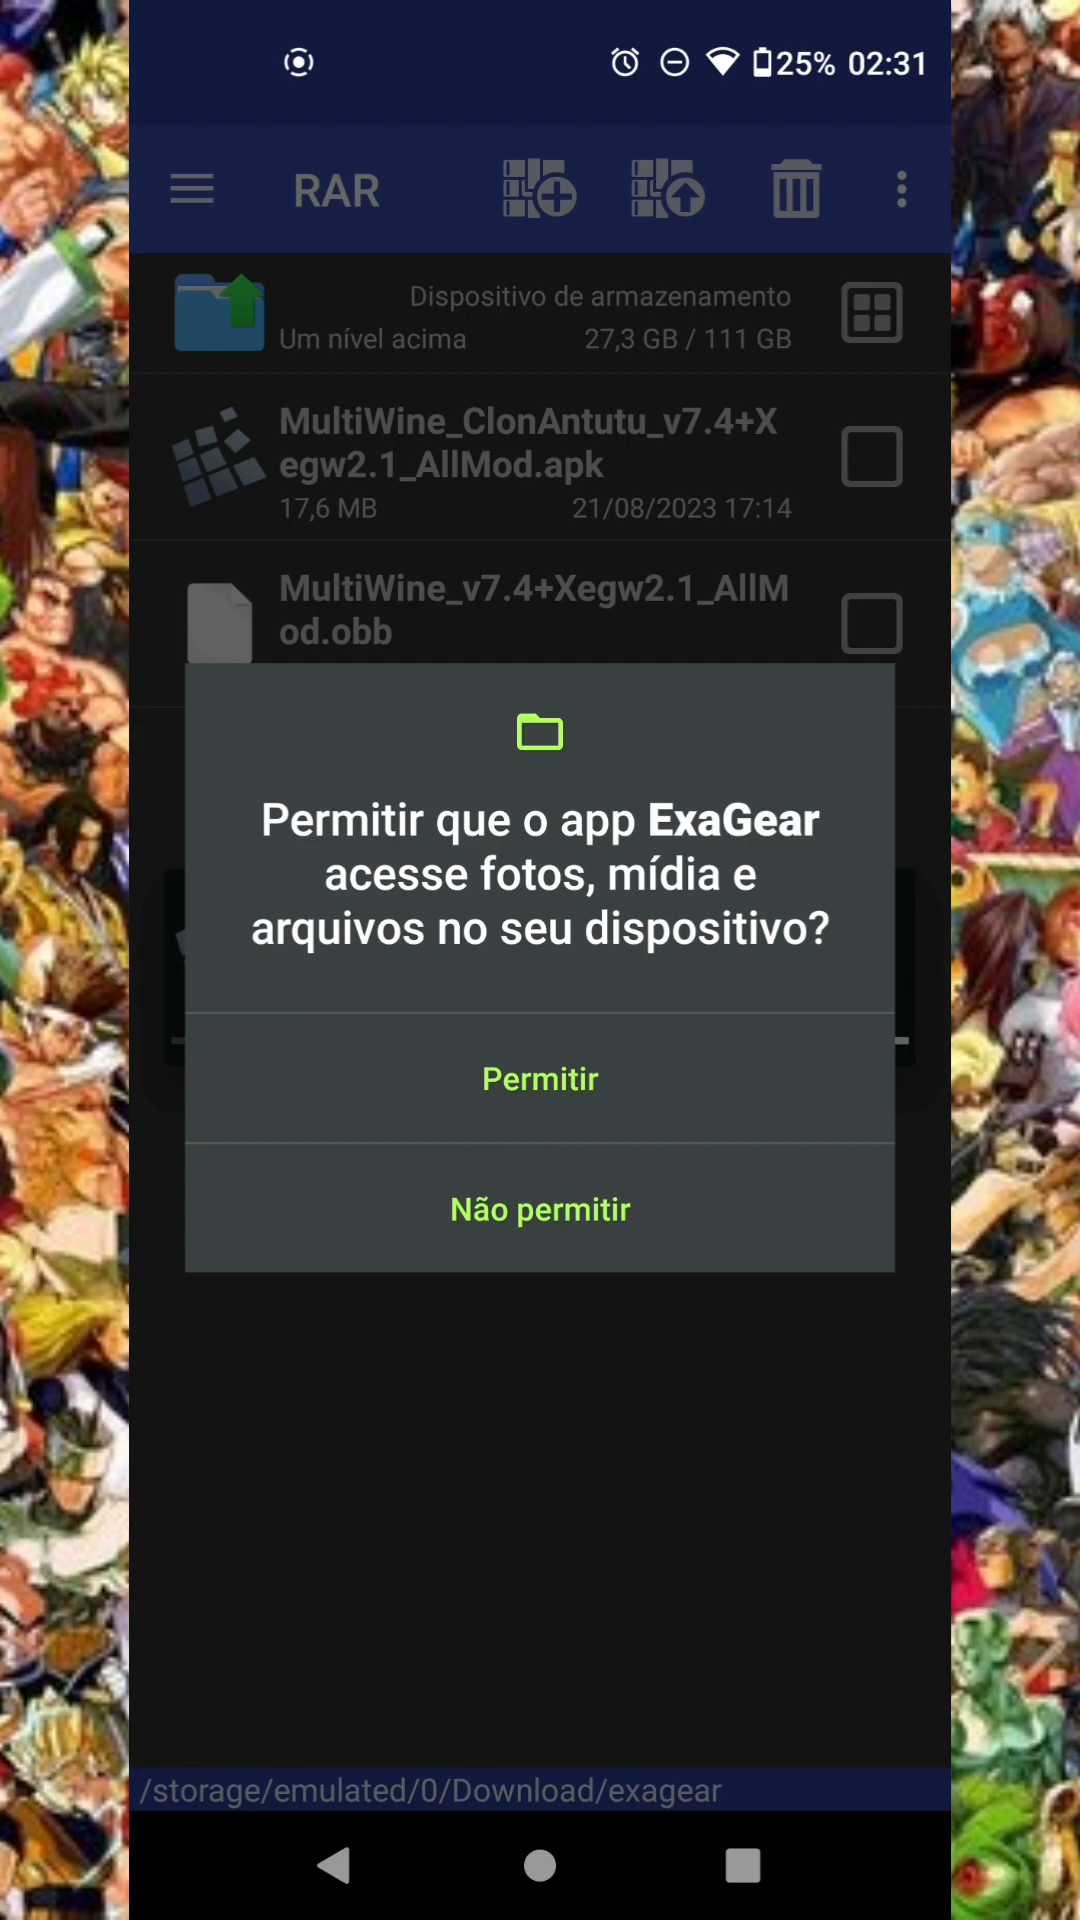 25% 02:31
RAR
Dispositivo de armazenamento
Um nível acima 27,3 GB / 111 GB
MultiWine_ClonAntutu_v7.4+X
egw2.1_AllMod.apk
17,6 MB 21/08/2023 17:14
MultiWine_v7.4+Xegw2.1_AllM
od.obb
Permitir que o app ExaGear
acesse fotos, mídia e
arquivos no seu dispositivo?
Permitir
Não permitir
/storage/emulated/0/Download/exagear